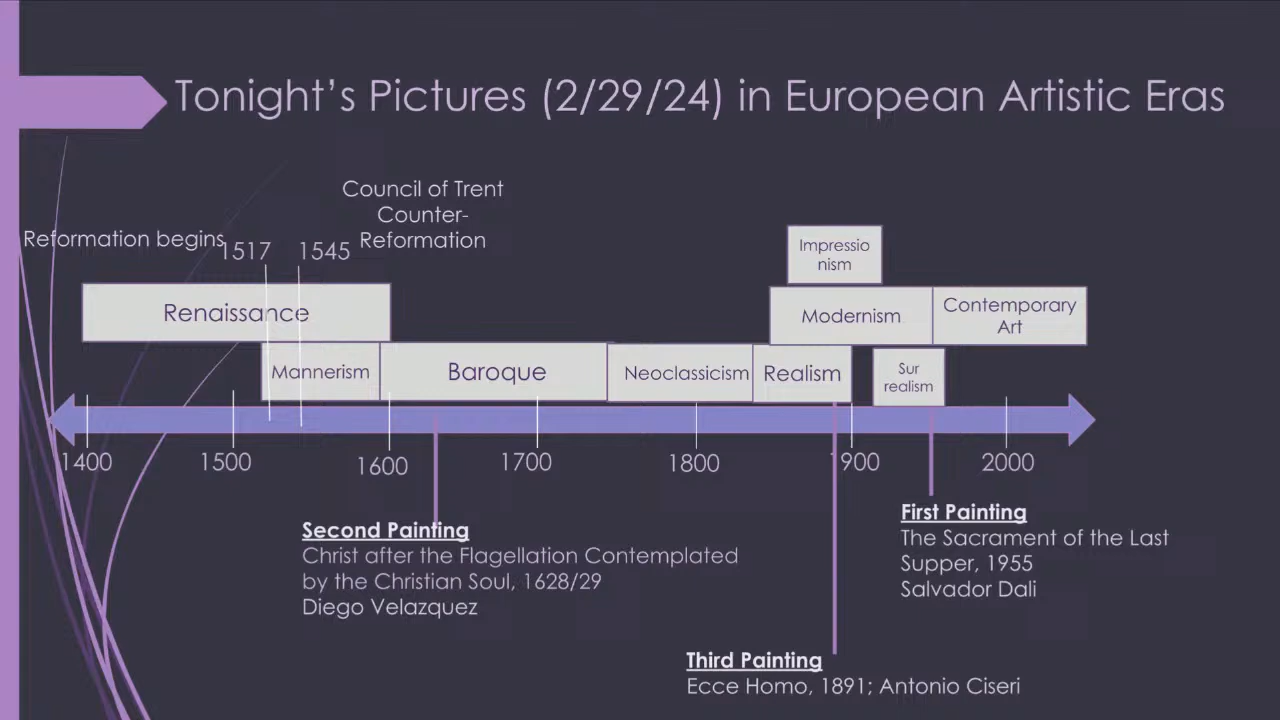 Tonight's Pictures (2/29/24) in European Artistic Eras
Council of Trent
Counter-
Reformation
Reformation begins
1517
1545
Impressio
nism
Renaissance
Modernism
Contemporary
Art
Mannerism
Baroque
Neoclassicism
Realism
Sur
realism
1400
1500
1600
1700
1800
1900
2000
Second Painting
Christ after the Flagellation Contemplated
by the Christian Soul, 1628/29
Diego Velazquez
First Painting
The Sacrament of the Last
Supper, 1955
Salvador Dali
Third Painting
Ecce Homo, 1891; Antonio Ciseri